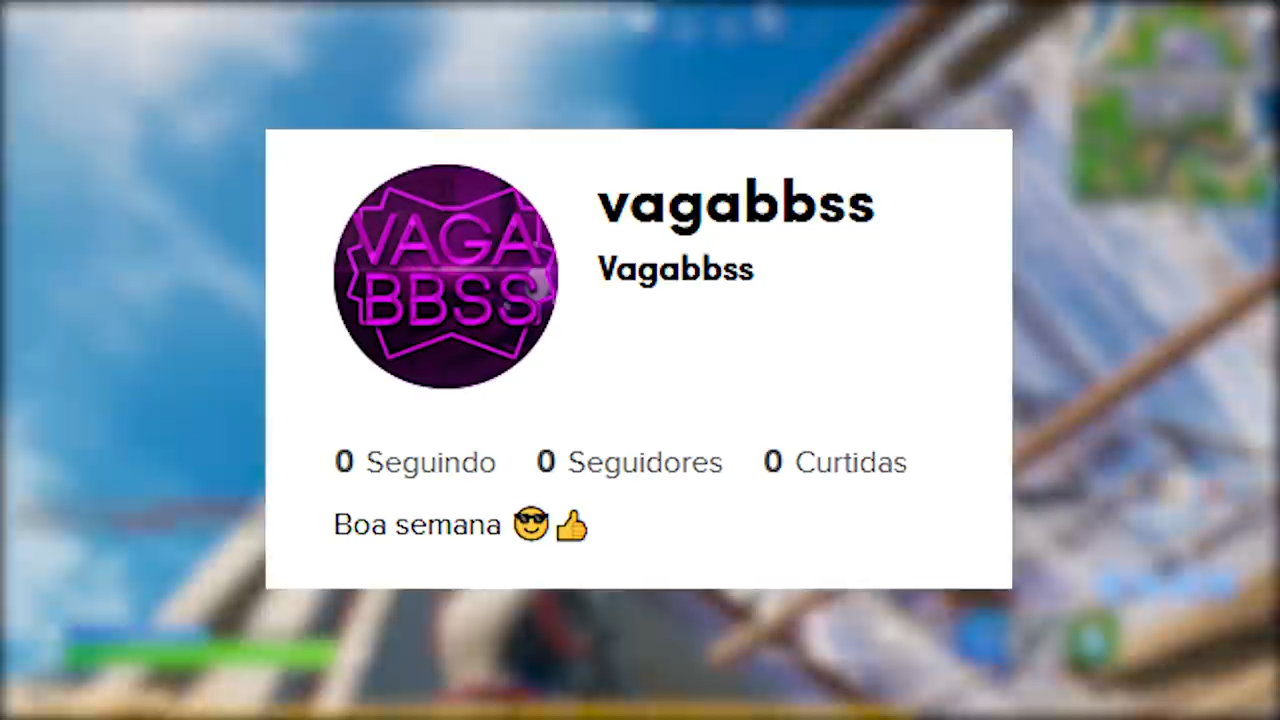 VAGA
BBSS
vagabbss
Vagabbss
0 Seguindo 0 Seguidores 0 Curtidas
Boa semana 😎👍